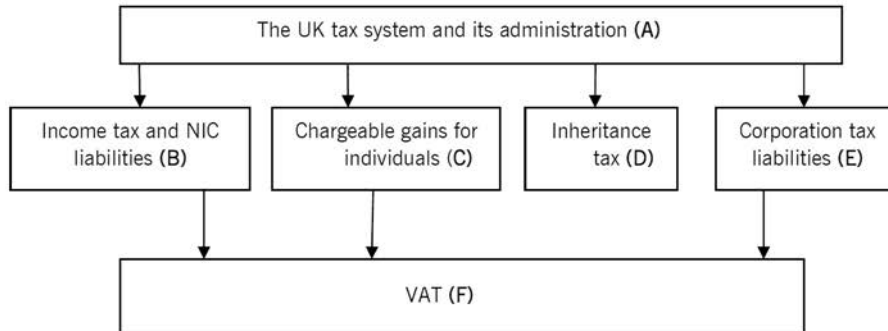 The UK tax system and its administration (A)
Income tax and NIC
liabilities (B)
Chargeable gains for
individuals (C)
Inheritance
tax (D)
Corporation tax
liabilities (E)
VAT (F)